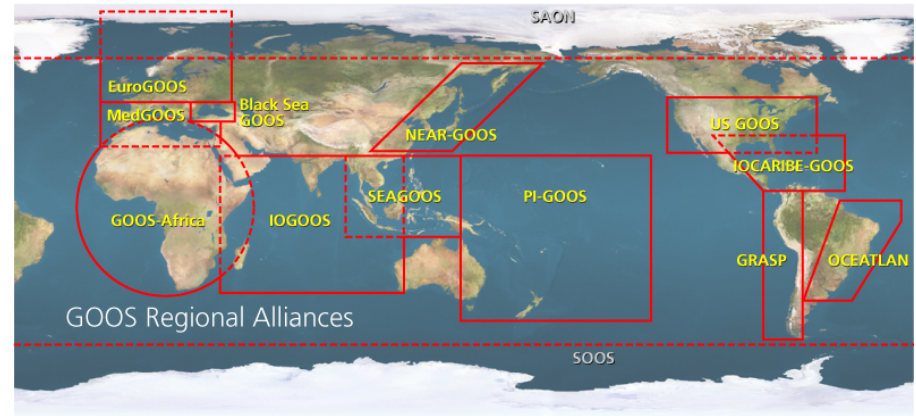 SAON
EuroGOOS
MedGOOS
Black Sea
GOOS
NEAR-GOOS
US GOOS
IOCARIBE-GOOS
GOOS-Africa
IOGOOS
SEAGOOS
PI-GOOS
GRASP
OCEATLAN
GOOS Regional Alliances
SOOS